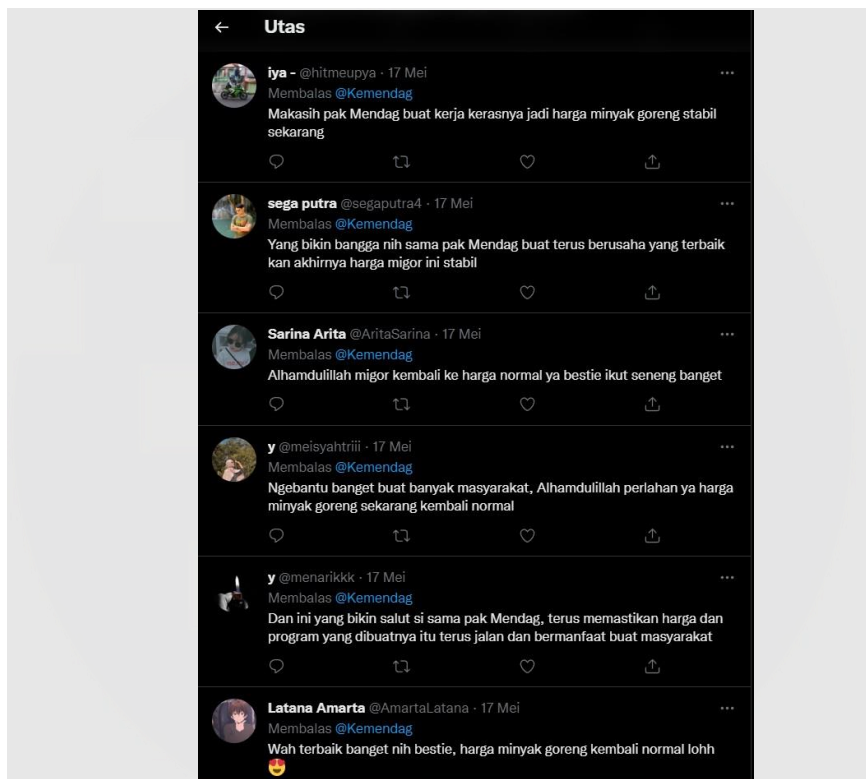 Utas
iya - @hitmeupya · 17 Mei
Membalas @Kemendag
Makasih pak Mendag buat kerja kerasnya jadi harga minyak goreng stabil
sekarang
sega putra @segaputra4 · 17 Mei
Membalas @Kemendag
Yang bikin bangga nih sama pak Mendag buat terus berusaha yang terbaik
kan akhirnya harga migor ini stabil
Sarina Arita @AritaSarina · 17 Mei
Membalas @Kemendag
Alhamdulillah migor kembali ke harga normal ya bestie ikut seneng banget
y @meisyahtriii · 17 Mei
Membalas @Kemendag
Ngebantu banget buat banyak masyarakat, Alhamdulillah perlahan ya harga
minyak goreng sekarang kembali normal
y @menarikkk · 17 Mei
Membalas @Kemendag
Dan ini yang bikin salut si sama pak Mendag, terus memastikan harga dan
program yang dibuatnya itu terus jalan dan bermanfaat buat masyarakat
Latana Amarta @AmartaLatana · 17 Mei
Membalas @Kemendag
Wah terbaik banget nih bestie, harga minyak goreng kembali normal lohh
😍